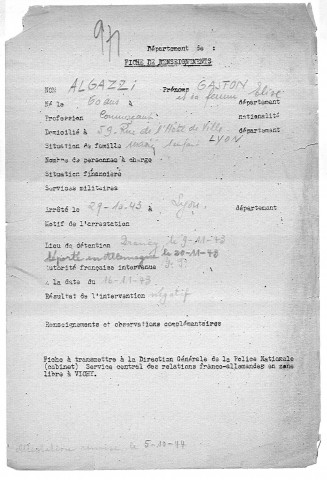 Département de :
FICHE DE RENSEIGNEMENTS
NOM ALGAZZI Prénoms GASTON
et sa femme Elise
Né le 60 ans à département
Profession Commerçant nationalité
Domicilié à 59 Rue de l'Hôtel de Ville département
LYON
Situation de famille sans enfant
Nombre de personnes à charge
Situation financière
Services militaires
Arrêté le 29-10.43 à Lyon département
Motif de l'arrestation
Lieu de détention Drancy le 9-11-43
déporté en Allemagne le 20-11-43
Autorité française intervenue
à la date du 16-11-43
Résultat de l'intervention négatif
Renseignements et observations complémentaires
Fiche à transmettre à la Direction Générale de la Police Nationale
(cabinet) Service central des relations franco-allemandes en zone
libre à VICHY.
remise le 5-10-44